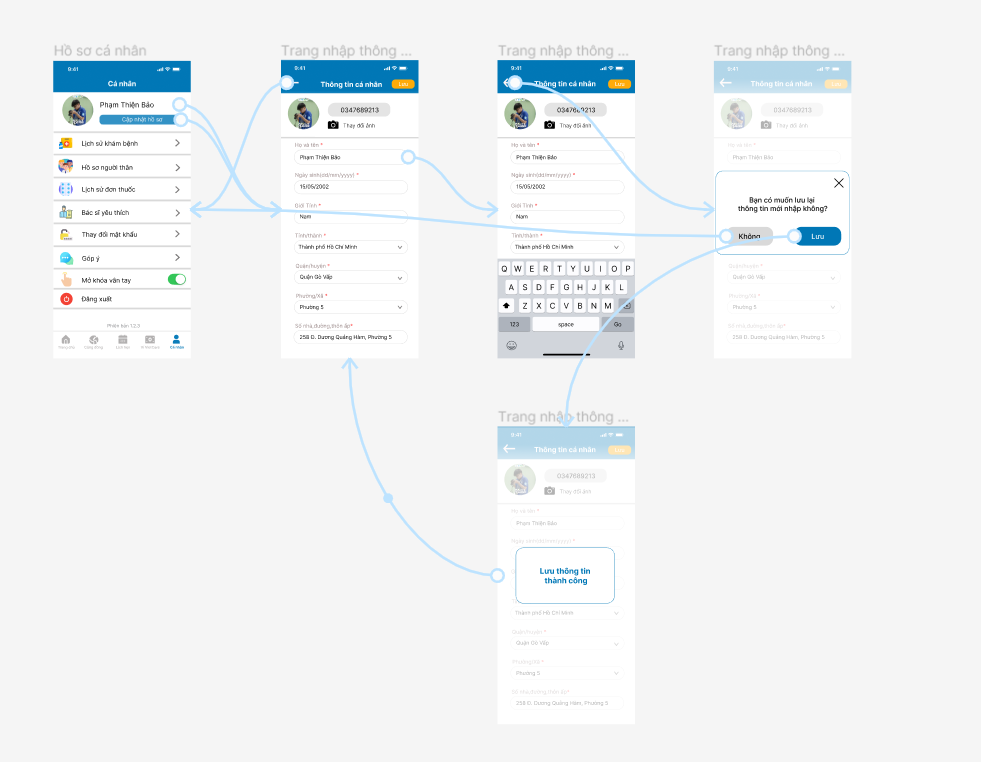 Hồ sơ cá nhân
9:41
Cá nhân
Phạm Thiện Bảo
Cập nhật hồ sơ
Lịch sử khám bệnh
Hồ sơ người thân
Lịch sử đơn thuốc
Bác sĩ yêu thích
Thay đổi mật khẩu
Góp ý
Mở khóa vân tay
Đăng xuất
Phiên bản 1.2.5
Cá nhân
Trang nhập thông ...
9:41
Thông tin cá nhân
Lưu
0347689213
Thay đổi ảnh
Họ và tên *
Phạm Thiện Bảo
Ngày sinh(dd/mm/yyyy) *
15/05/2002
Giới Tính *
Nam
Tỉnh/thành *
Thành phố Hồ Chí Minh
Quận/huyện *
Quận Gò Vấp
Phường/Xã *
Phường 5
Số nhà,đường,thôn ấp*
258 Đ. Dương Quảng Hàm, Phường 5
Trang nhập thông ...
9:41
Thông tin cá nhân
Lưu
0347689213
Thay đổi ảnh
Họ và tên *
Phạm Thiện Bảo
Ngày sinh(dd/mm/yyyy) *
15/05/2002
Giới Tính *
Nam
Tỉnh/thành *
Thành phố Hồ Chí Minh
Q W E R T Y U I O P
A S D F G H J K L
Z X C V B N M
123 space Go
Trang nhập thông ...
9:41
Thông tin cá nhân
Lưu
0347689213
Thay đổi ảnh
Họ và tên *
Phạm Thiện Bảo
Bạn có muốn lưu lại
thông tin mới nhập không?
Không Lưu
Quận/huyện *
Quận Gò Vấp
Phường/Xã *
Phường 5
Số nhà,đường,thôn ấp*
258 Đ. Dương Quảng Hàm, Phường 5
Trang nhập thông ...
9:41
Thông tin cá nhân
Lưu
0347689213
Thay đổi ảnh
Họ và tên *
Phạm Thiện Bảo
Ngày sinh(dd/mm/yyyy) *
Lưu thông tin
thành công
Thành phố Hồ Chí Minh
Quận/huyện *
Quận Gò Vấp
Phường/Xã *
Phường 5
Số nhà,đường,thôn ấp*
258 Đ. Dương Quảng Hàm, Phường 5